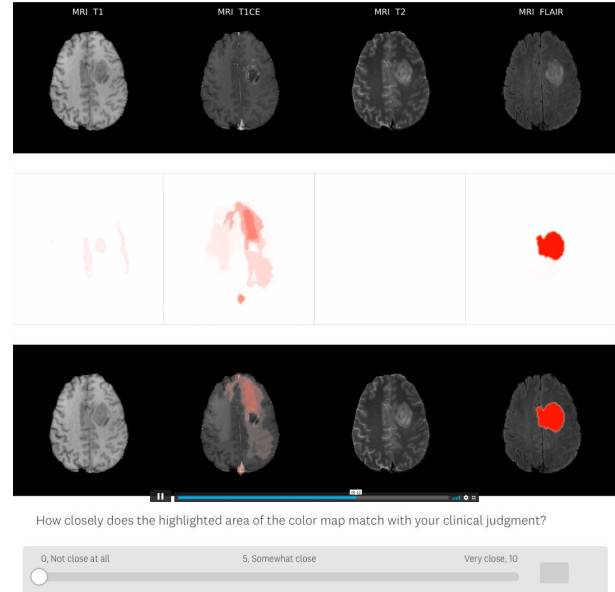 MRI T1 MRI T1CE MRI T2 MRI FLAIR
How closely does the highlighted area of the color map match with your clinical judgment?
0, Not close at all 5, Somewhat close Very close, 10